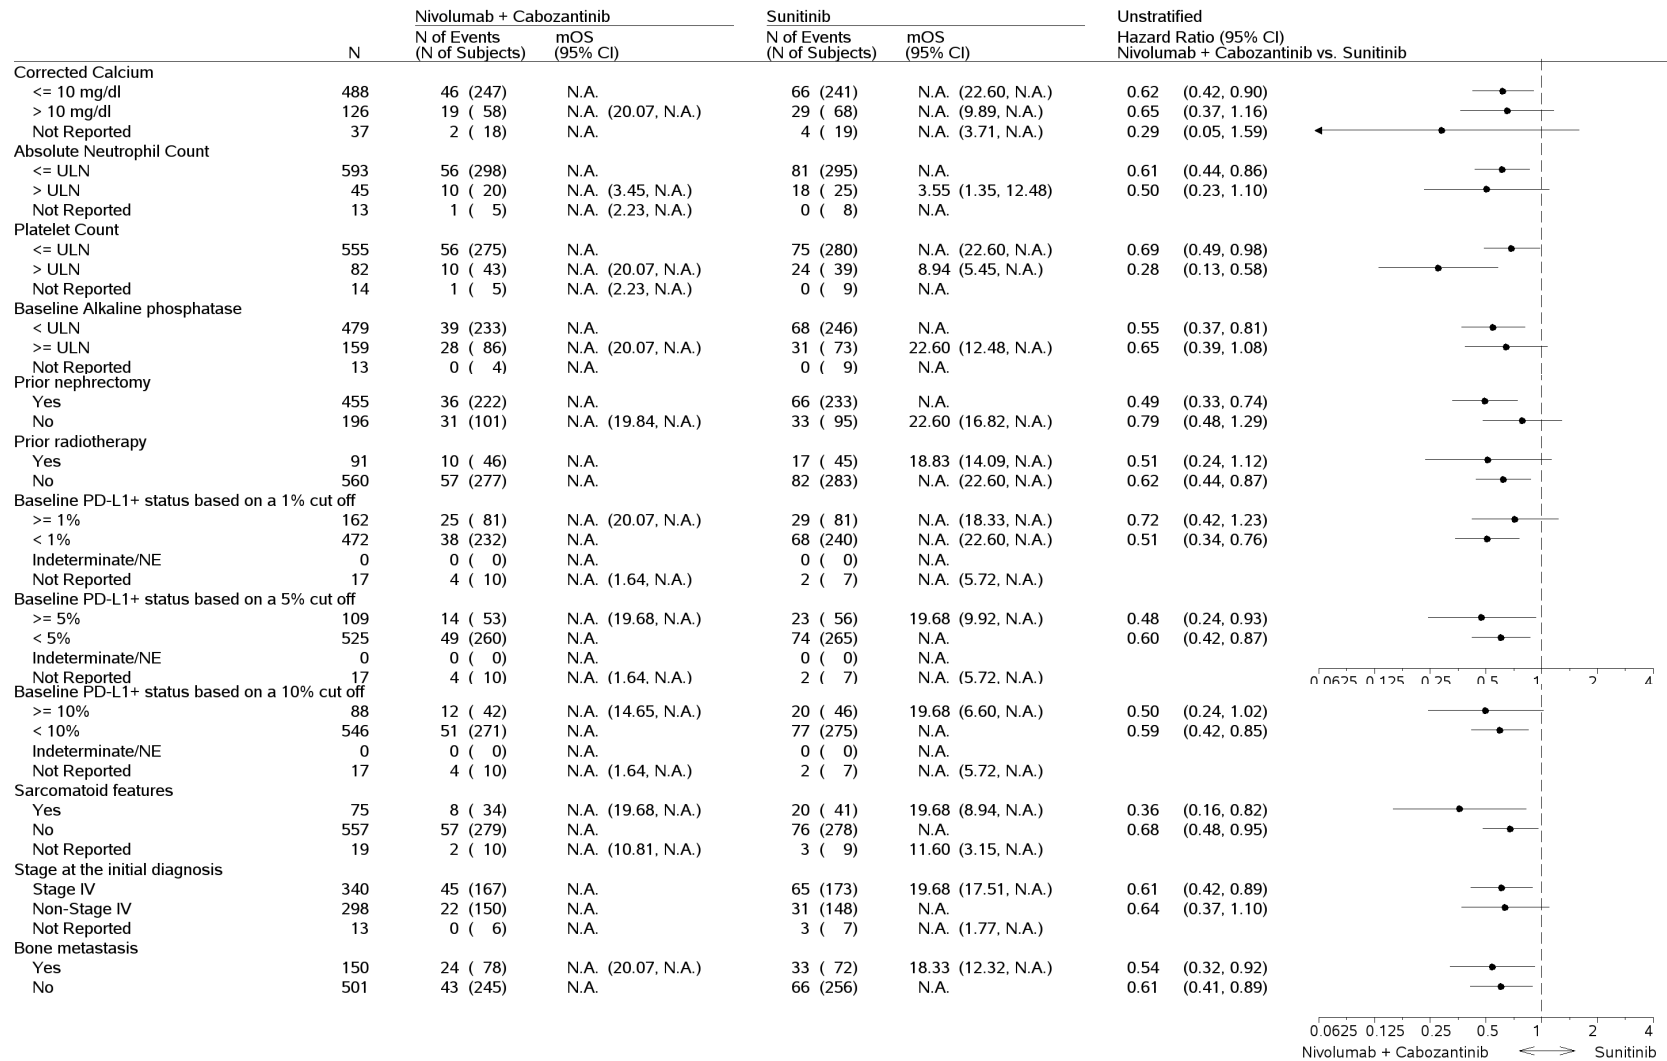 Nivolumab + Cabozantinib Sunitinib Unstratified
N of Events mOS N of Events mOS Hazard Ratio (95% CI)
N (N of Subjects) (95% CI) (N of Subjects) (95% CI) Nivolumab + Cabozantinib vs. Sunitinib
Corrected Calcium
<= 10 mg/dl 488 46 (247) N.A. 66 (241) N.A. (22.60, N.A.) 0.62 (0.42, 0.90)
> 10 mg/dl 126 19 ( 58) N.A. (20.07, N.A.) 29 ( 68) N.A. (9.89, N.A.) 0.65 (0.37, 1.16)
Not Reported 37 2 ( 18) N.A. 4 ( 19) N.A. (3.71, N.A.) 0.29 (0.05, 1.59)
Absolute Neutrophil Count
<= ULN 593 56 (298) N.A. 81 (295) N.A. 0.61 (0.44, 0.86)
> ULN 45 10 ( 20) N.A. (3.45, N.A.) 18 ( 25) 3.55 (1.35, 12.48) 0.50 (0.23, 1.10)
Not Reported 13 1 ( 5) N.A. (2.23, N.A.) 0 ( 8) N.A.
Platelet Count
<= ULN 555 56 (275) N.A. 75 (280) N.A. (22.60, N.A.) 0.69 (0.49, 0.98)
> ULN 82 10 ( 43) N.A. (20.07, N.A.) 24 ( 39) 8.94 (5.45, N.A.) 0.28 (0.13, 0.58)
Not Reported 14 1 ( 5) N.A. (2.23, N.A.) 0 ( 9) N.A.
Baseline Alkaline phosphatase
< ULN 479 39 (233) N.A. 68 (246) N.A. 0.55 (0.37, 0.81)
>= ULN 159 28 ( 86) N.A. (20.07, N.A.) 31 ( 73) 22.60 (12.48, N.A.) 0.65 (0.39, 1.08)
Not Reported 13 0 ( 4) N.A. 0 ( 9) N.A.
Prior nephrectomy
Yes 455 36 (222) N.A. 66 (233) N.A. 0.49 (0.33, 0.74)
No 196 31 (101) N.A. (19.84, N.A.) 33 ( 95) 22.60 (16.82, N.A.) 0.79 (0.48, 1.29)
Prior radiotherapy
Yes 91 10 ( 46) N.A. 17 ( 45) 18.83 (14.09, N.A.) 0.51 (0.24, 1.12)
No 560 57 (277) N.A. 82 (283) N.A. (22.60, N.A.) 0.62 (0.44, 0.87)
Baseline PD-L1+ status based on a 1% cut off
>= 1% 162 25 ( 81) N.A. (20.07, N.A.) 29 ( 81) N.A. (18.33, N.A.) 0.72 (0.42, 1.23)
< 1% 472 38 (232) N.A. 68 (240) N.A. (22.60, N.A.) 0.51 (0.34, 0.76)
Indeterminate/NE 0 0 ( 0) N.A. 0 ( 0) N.A.
Not Reported 17 4 ( 10) N.A. (1.64, N.A.) 2 ( 7) N.A. (5.72, N.A.)
Baseline PD-L1+ status based on a 5% cut off
>= 5% 109 14 ( 53) N.A. (19.68, N.A.) 23 ( 56) 19.68 (9.92, N.A.) 0.48 (0.24, 0.93)
< 5% 525 49 (260) N.A. 74 (265) N.A. 0.60 (0.42, 0.87)
Indeterminate/NE 0 0 ( 0) N.A. 0 ( 0) N.A.
Not Reported 17 4 ( 10) N.A. (1.64, N.A.) 2 ( 7) N.A. (5.72, N.A.) 0.0625 0.125 0.25 0.5 1 2 4
Baseline PD-L1+ status based on a 10% cut off
>= 10% 88 12 ( 42) N.A. (14.65, N.A.) 20 ( 46) 19.68 (6.60, N.A.) 0.50 (0.24, 1.02)
< 10% 546 51 (271) N.A. 77 (275) N.A. 0.59 (0.42, 0.85)
Indeterminate/NE 0 0 ( 0) N.A. 0 ( 0) N.A.
Not Reported 17 4 ( 10) N.A. (1.64, N.A.) 2 ( 7) N.A. (5.72, N.A.)
Sarcomatoid features
Yes 75 8 ( 34) N.A. (19.68, N.A.) 20 ( 41) 19.68 (8.94, N.A.) 0.36 (0.16, 0.82)
No 557 57 (279) N.A. 76 (278) N.A. 0.68 (0.48, 0.95)
Not Reported 19 2 ( 10) N.A. (10.81, N.A.) 3 ( 9) 11.60 (3.15, N.A.)
Stage at the initial diagnosis
Stage IV 340 45 (167) N.A. 65 (173) 19.68 (17.51, N.A.) 0.61 (0.42, 0.89)
Non-Stage IV 298 22 (150) N.A. 31 (148) N.A. 0.64 (0.37, 1.10)
Not Reported 13 0 ( 6) N.A. 3 ( 7) N.A. (1.77, N.A.)
Bone metastasis
Yes 150 24 ( 78) N.A. (20.07, N.A.) 33 ( 72) 18.33 (12.32, N.A.) 0.54 (0.32, 0.92)
No 501 43 (245) N.A. 66 (256) N.A. 0.61 (0.41, 0.89)
0.0625 0.125 0.25 0.5 1 2 4
Nivolumab + Cabozantinib Sunitinib